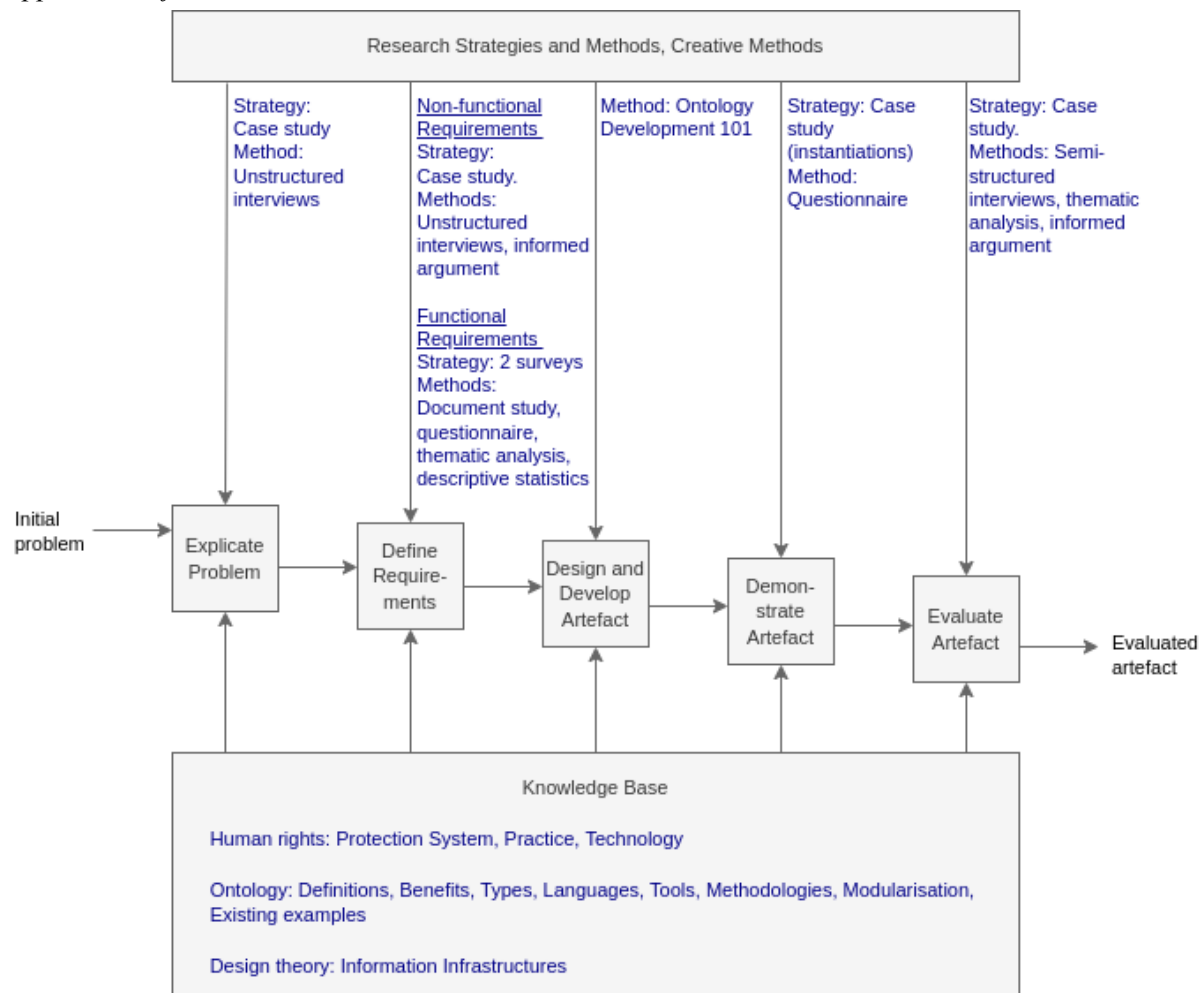 Research Strategies and Methods, Creative Methods
Strategy:
Case study
Method:
Unstructured
interviews
Non-functional
Requirements
Strategy:
Case study.
Methods:
Unstructured
interviews, informed
argument
Functional
Requirements
Strategy: 2 surveys
Methods:
Document study,
questionnaire,
thematic analysis,
descriptive statistics
Method: Ontology
Development 101
Strategy: Case
study
(instantiations)
Method:
Questionnaire
Strategy: Case
study.
Methods: Semi-
structured
interviews, thematic
analysis, informed
argument
Initial
problem
Explicate
Problem
Define
Require-
ments
Design and
Develop
Artefact
Demon-
strate
Artefact
Evaluate
Artefact
Evaluated
artefact
Knowledge Base
Human rights: Protection System, Practice, Technology
Ontology: Definitions, Benefits, Types, Languages, Tools, Methodologies, Modularisation,
Existing examples
Design theory: Information Infrastructures